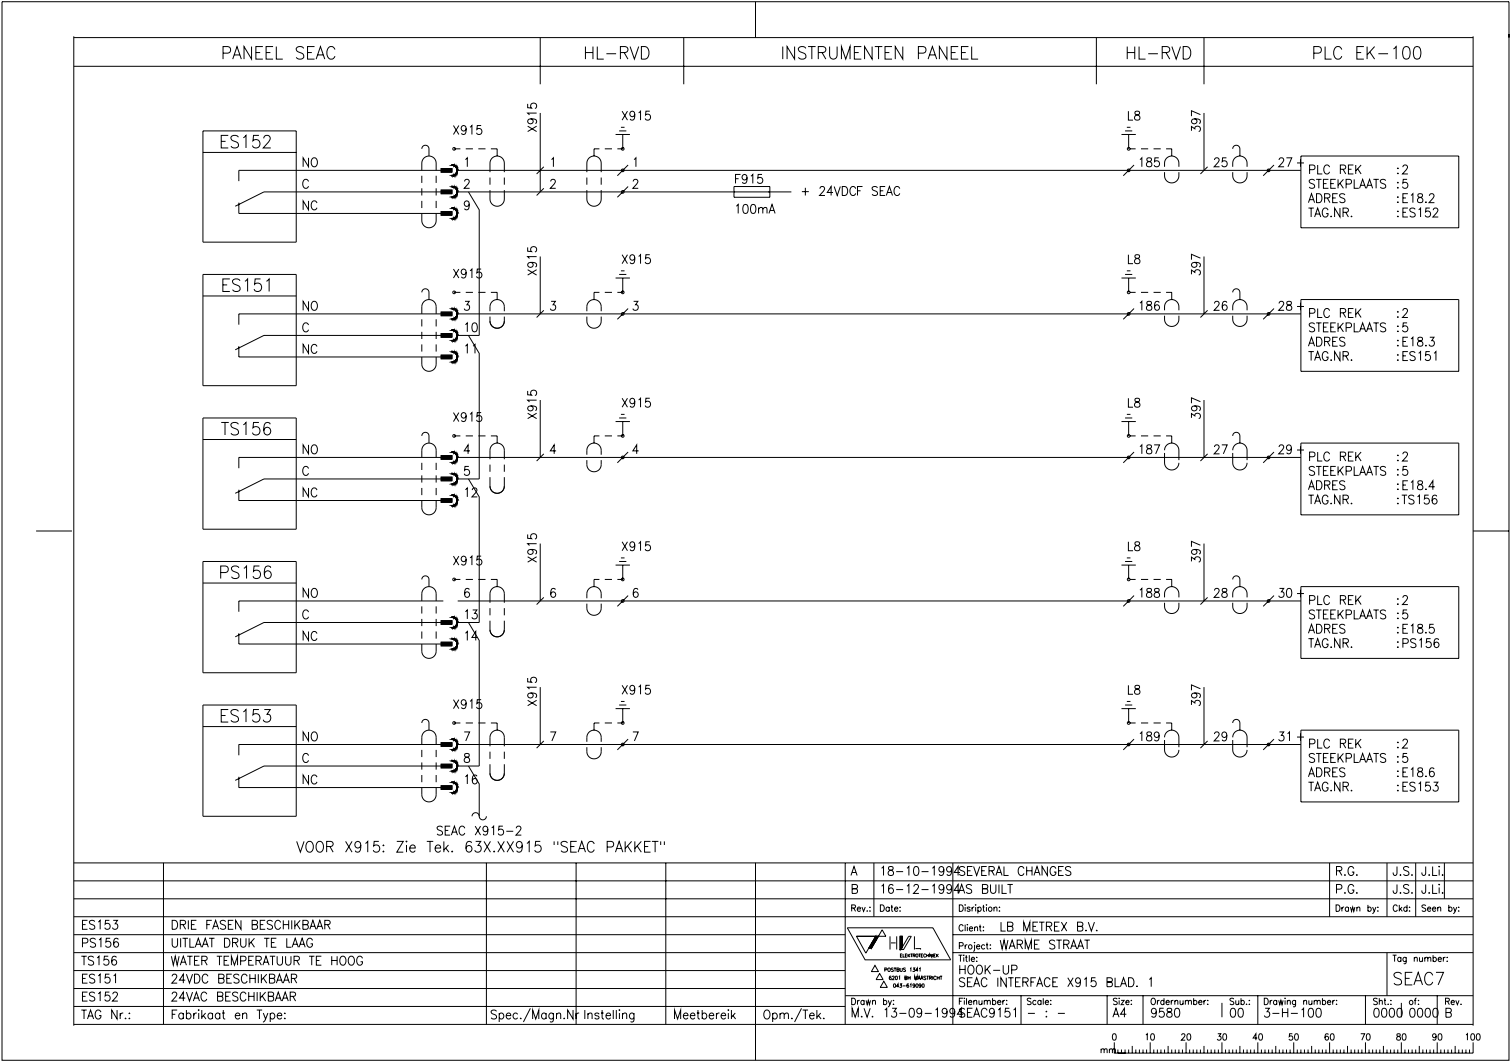 PANEEL SEAC HL-RVD INSTRUMENTEN PANEEL HL-RVD PLC EK-100
X915 X915 X915 L8 397
ES152
NO 1 1 1 185 25 27 +
C 2 2 2
NC 9
F915
100mA
+ 24VDCF SEAC
PLC REK :2
STEEKPLAATS :5
ADRES :E18.2
TAG.NR. :ES152
X915 X915 X915 L8 397
ES151
NO 3 3 3 186 26 28 +
C 10
NC 11
PLC REK :2
STEEKPLAATS :5
ADRES :E18.3
TAG.NR. :ES151
X915 X915 X915 L8 397
TS156
NO 4 4 4 187 27 29 +
C 5
NC 12
PLC REK :2
STEEKPLAATS :5
ADRES :E18.4
TAG.NR. :TS156
X915 X915 X915 L8 397
PS156
NO 6 6 6 188 28 30 +
C 13
NC 14
PLC REK :2
STEEKPLAATS :5
ADRES :E18.5
TAG.NR. :PS156
X915 X915 X915 L8 397
ES153
NO 7 7 7 189 29 31 +
C 8
NC 16
PLC REK :2
STEEKPLAATS :5
ADRES :E18.6
TAG.NR. :ES153
SEAC X915-2
VOOR X915: Zie Tek. 63X.XX915 "SEAC PAKKET"
ES153 DRIE FASEN BESCHIKBAAR
PS156 UITLAAT DRUK TE LAAG
TS156 WATER TEMPERATUUR TE HOOG
ES151 24VDC BESCHIKBAAR
ES152 24VAC BESCHIKBAAR
TAG Nr.: Fabrikaat en Type: Spec./Magn.Nr Instelling Meetbereik Opm./Tek.
A 18-10-1994 SEVERAL CHANGES R.G. J.S. J.Li.
B 16-12-1994 AS BUILT P.G. J.S. J.Li.
Rev.: Date: Disription: Drawn by: Ckd: Seen by:
HVL
ELEKTROTECHNIEK
POSTBUS 1341
6201 BH MAASTRICHT
043-619090
Client: LB METREX B.V.
Project: WARME STRAAT
Title:
HOOK-UP
SEAC INTERFACE X915 BLAD. 1
Tag number:
SEAC7
Drawn by: Filenumber: Scale: Size: Ordernumber: Sub.: Drawing number: Sht.: of: Rev.
M.V. 13-09-1994 SEAC9151 - : - A4 9580 00 3-H-100 0000 0000 B
0 10 20 30 40 50 60 70 80 90 100
mm